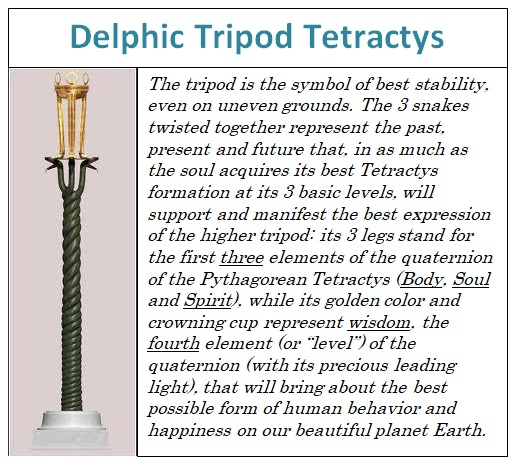 Delphic Tripod Tetractys
The tripod is the symbol of best stability,
even on uneven grounds. The 3 snakes
twisted together represent the past,
present and future that, in as much as
the soul acquires its best Tetractys
formation at its 3 basic levels, will
support and manifest the best expression
of the higher tripod: its 3 legs stand for
the first three elements of the quaternion
of the Pythagorean Tetractys (Body, Soul
and Spirit), while its golden color and
crowning cup represent wisdom, the
fourth element (or “level”) of the
quaternion (with its precious leading
light), that will bring about the best
possible form of human behavior and
happiness on our beautiful planet Earth.